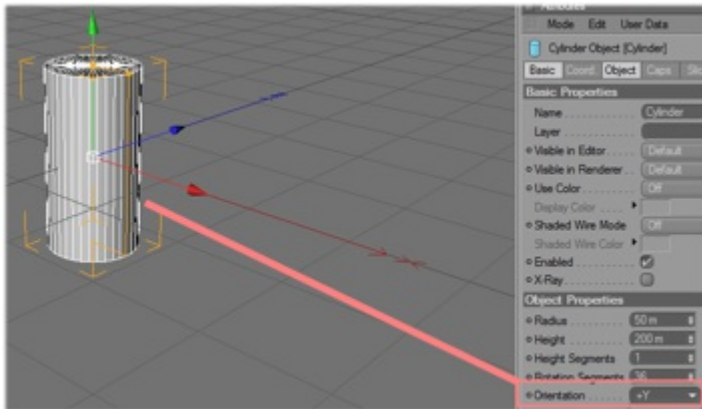 Attributes
Mode Edit User Data
Cylinder Object [Cylinder]
Basic Coord. Object Caps
Basic Properties
Name Cylinder
Layer
Visible in Editor Default
Visible in Renderer Default
Use Color Off
Display Color
Shaded Wire Mode Off
Shaded Wire Color
Enabled
X-Ray
Object Properties
Radius 50 m
Height 200 m
Height Segments 1
Rotation Segments 36
Orientation +Y